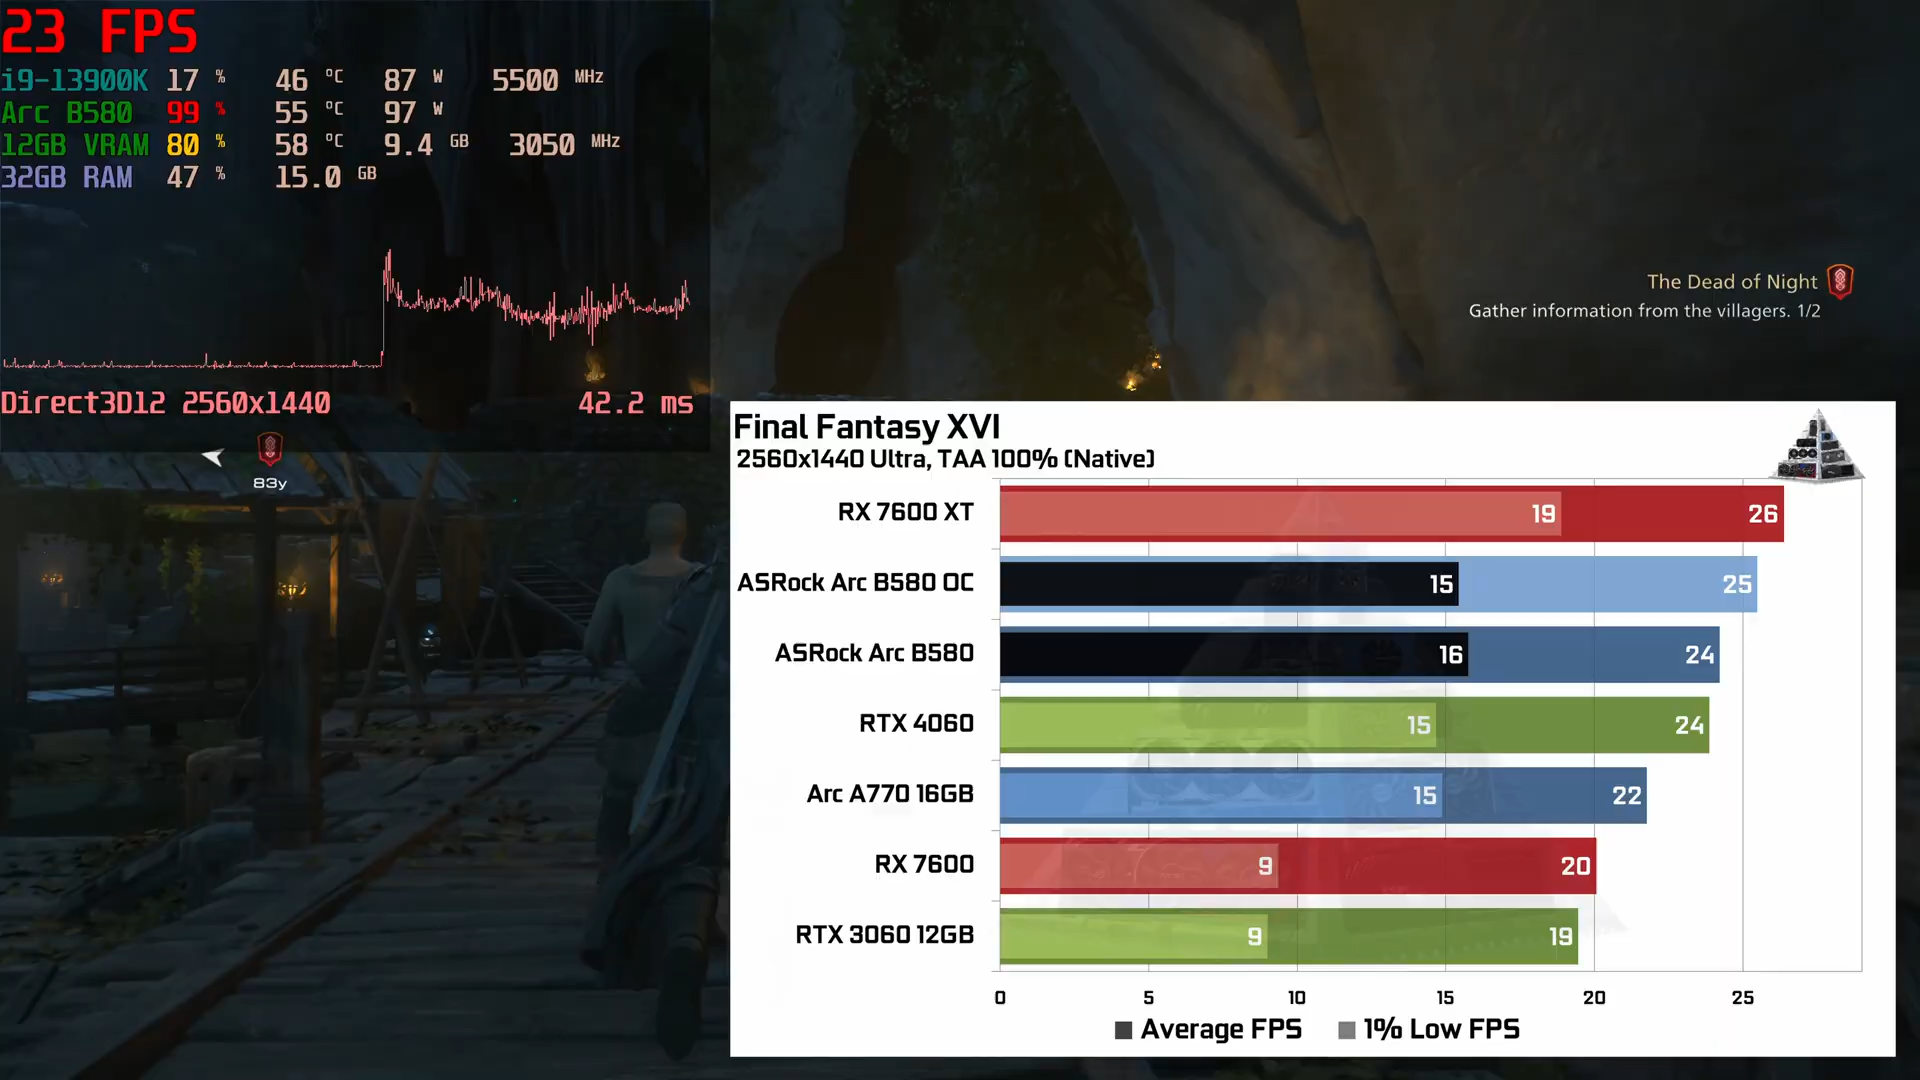 23 FPS
i9-13900K 17 % 46 °C 87 W 5500 MHz
Arc B580 99 % 55 °C 97 W
12GB VRAM 80 % 58 °C 9.4 GB 3050 MHz
32GB RAM 47 % 15.0 GB
Direct3D12 2560x1440 42.2 ms
83y
The Dead of Night
Gather information from the villagers. 1/2
Final Fantasy XVI
2560x1440 Ultra, TAA 100% (Native)
RX 7600 XT 19 26
ASRock Arc B580 OC 15 25
ASRock Arc B580 16 24
RTX 4060 15 24
Arc A770 16GB 15 22
RX 7600 9 20
RTX 3060 12GB 9 19
0 5 10 15 20 25
Average FPS 1% Low FPS